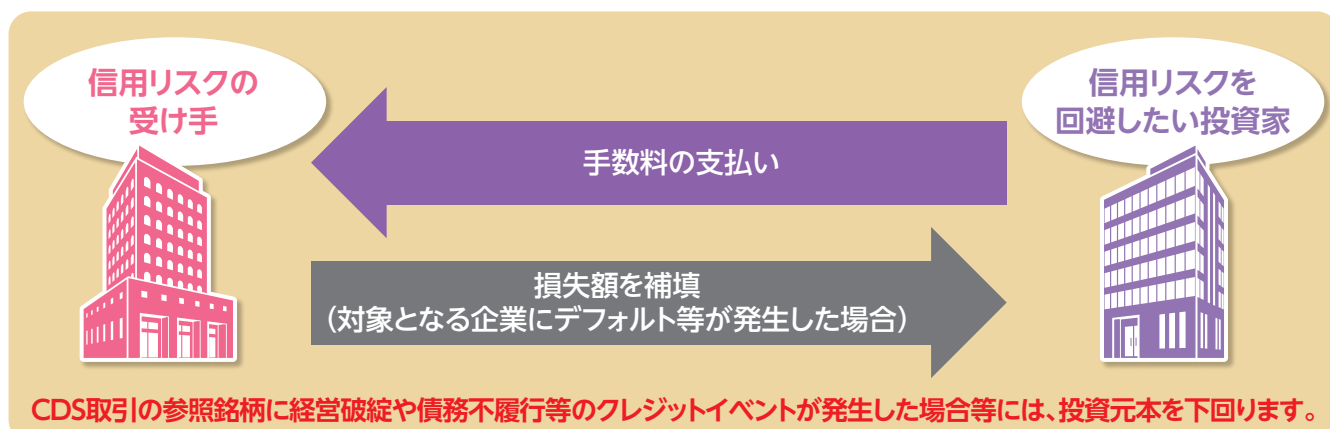 信用リスクの
受け手
信用リスクを
回避したい投資家
手数料の支払い
損失額を補填
（対象となる企業にデフォルト等が発生した場合）
CDS取引の参照銘柄に経営破綻や債務不履行等のクレジットイベントが発生した場合等には、投資元本を下回ります。